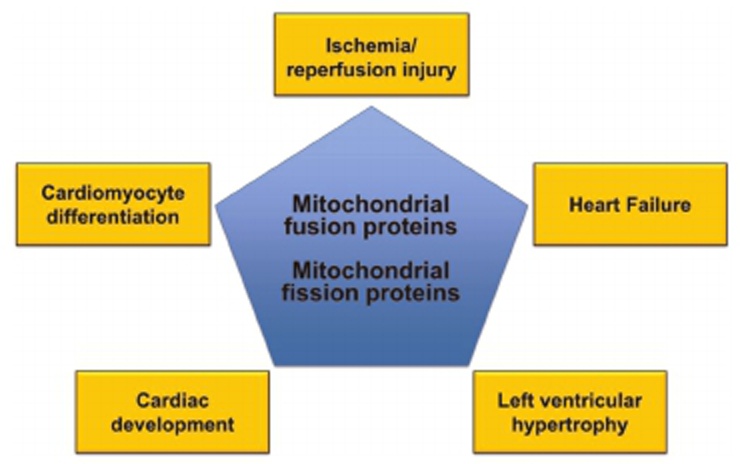 Ischemia/
reperfusion injury
Cardiomyocyte
differentiation
Mitochondrial
fusion proteins
Mitochondrial
fission proteins
Heart Failure
Cardiac
development
Left ventricular
hypertrophy